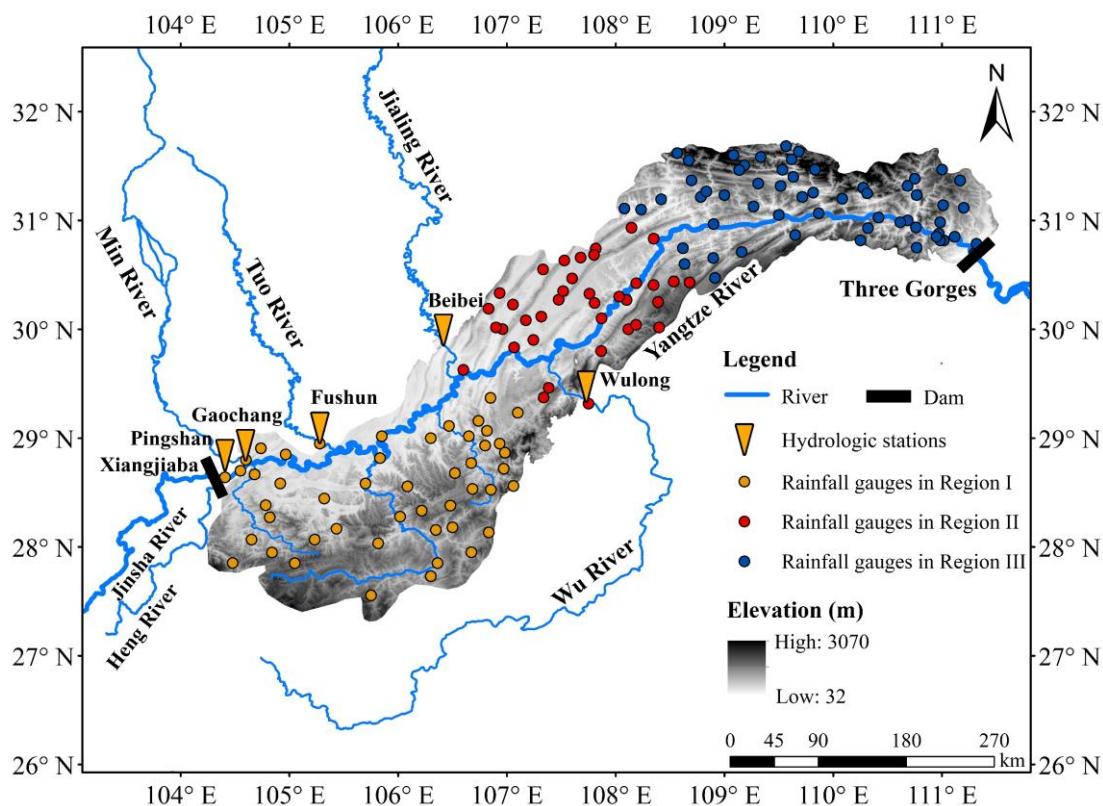 104° E 105° E 106° E 107° E 108° E 109° E 110° E 111° E
32° N
31° N
30° N
29° N
28° N
27° N
26° N
N
32° N
31° N
30° N
29° N
28° N
27° N
26° N
Jialing River
Min River
Tuo River
Beibei
Three Gorges
Yangtze River
Wulong
Fushun
Gaochang
Pingshan
Xiangjiaba
Jinsha River
Heng River
Wu River
Legend
River
Dam
Hydrologic stations
Rainfall gauges in Region I
Rainfall gauges in Region II
Rainfall gauges in Region III
Elevation (m)
High: 3070
Low: 32
0 45 90 180 270
km
104° E 105° E 106° E 107° E 108° E 109° E 110° E 111° E